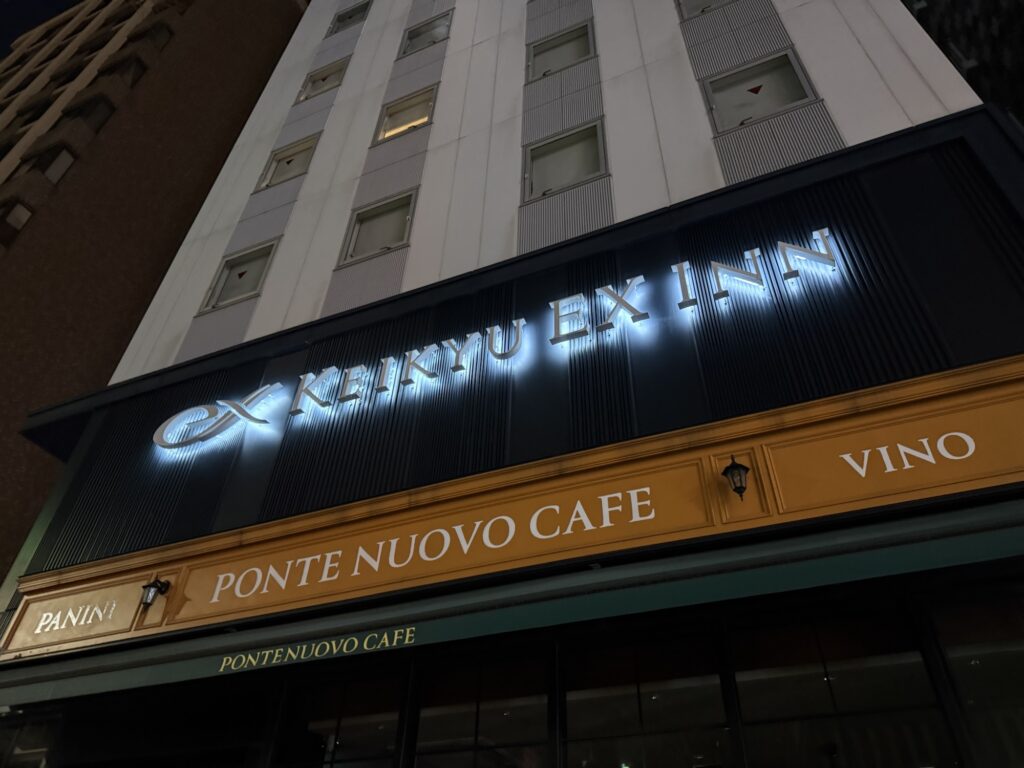 ex KEIKYU EX INN
PANINI
PONTE NUOVO CAFE
VINO
PONTENUOVO CAFE